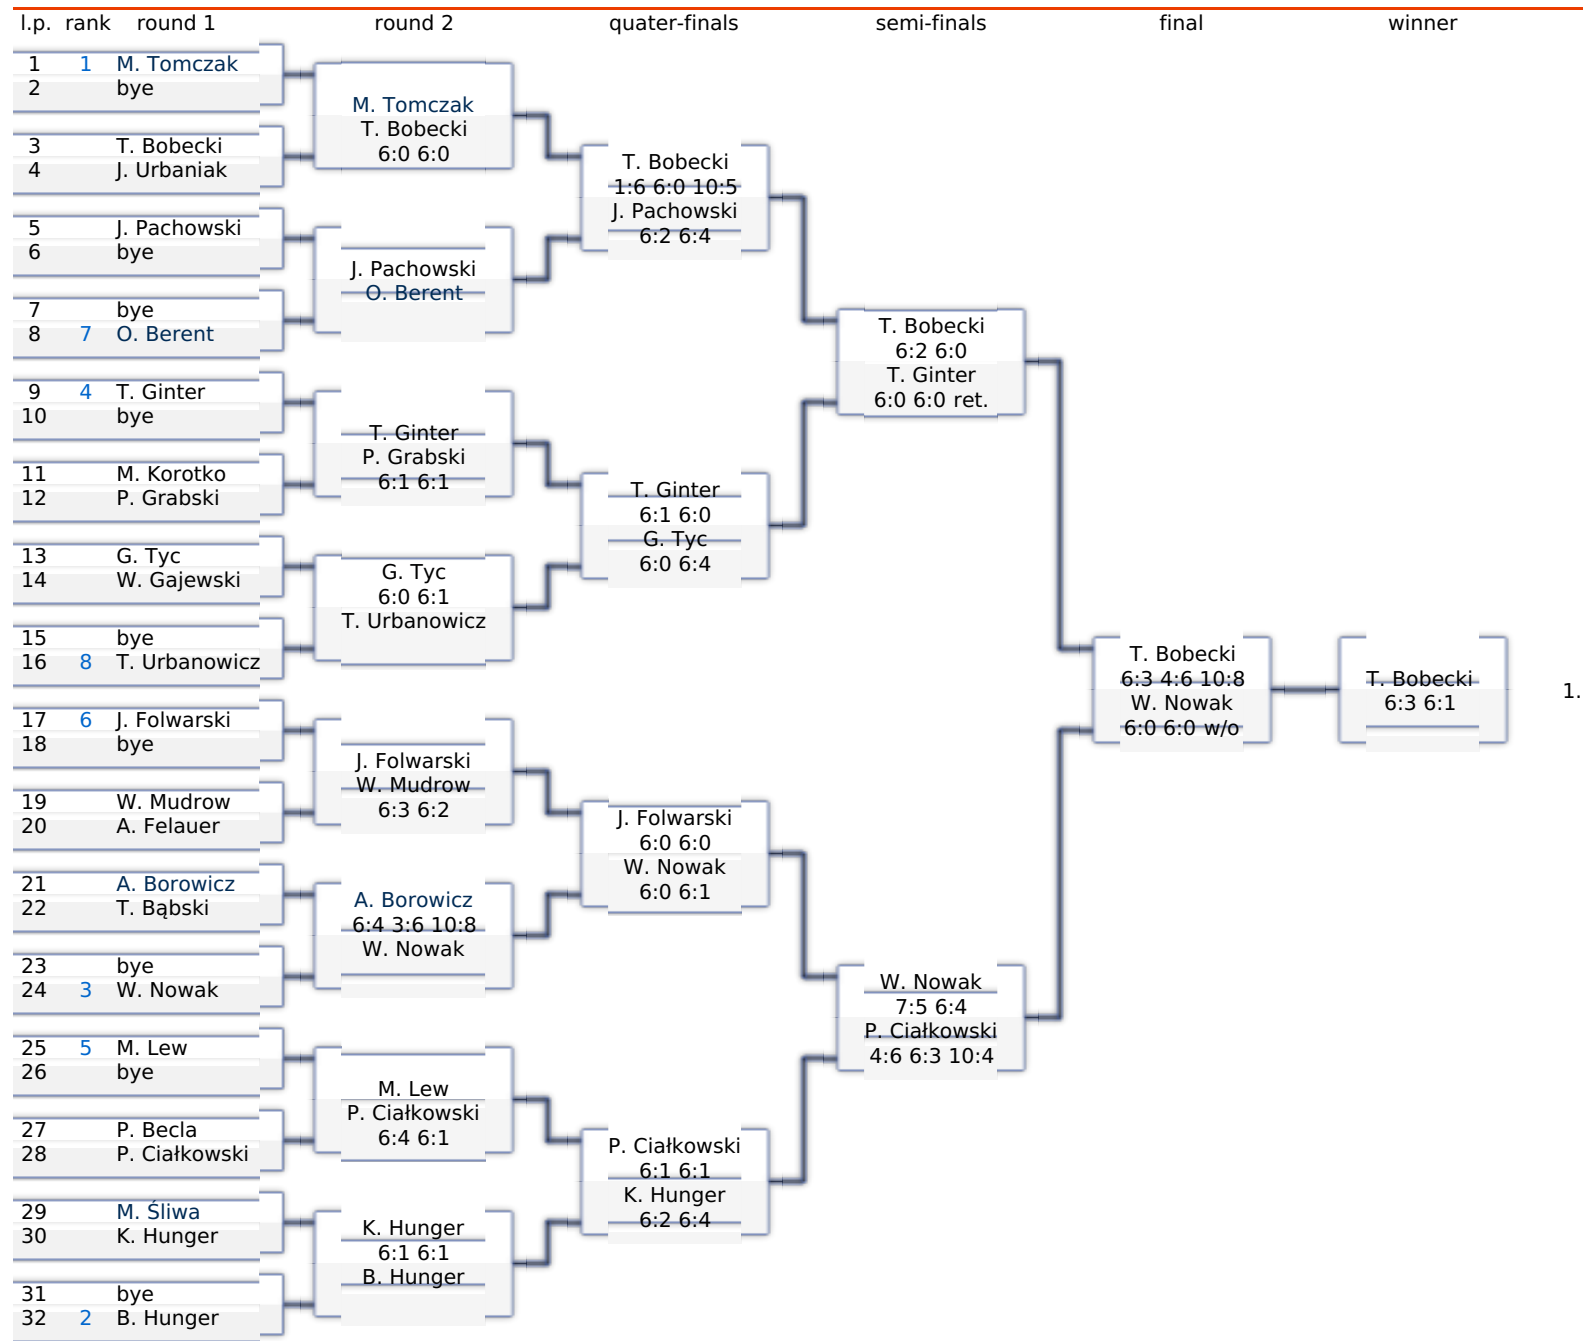 l.p. rank round 1 round 2 quater-finals semi-finals final winner
1 1 M. Tomczak
2 bye
3 T. Bobecki
4 J. Urbaniak
5 J. Pachowski
6 bye
7 bye
8 7 O. Berent
9 4 T. Ginter
10 bye
11 M. Korotko
12 P. Grabski
13 G. Tyc
14 W. Gajewski
15 bye
16 8 T. Urbanowicz
17 6 J. Folwarski
18 bye
19 W. Mudrow
20 A. Felauer
21 A. Borowicz
22 T. Bąbski
23 bye
24 3 W. Nowak
25 5 M. Lew
26 bye
27 P. Becla
28 P. Ciałkowski
29 M. Śliwa
30 K. Hunger
31 bye
32 2 B. Hunger
M. Tomczak
T. Bobecki
6:0 6:0
J. Pachowski
O. Berent
T. Ginter
P. Grabski
6:1 6:1
G. Tyc
6:0 6:1
T. Urbanowicz
J. Folwarski
W. Mudrow
6:3 6:2
A. Borowicz
6:4 3:6 10:8
W. Nowak
M. Lew
P. Ciałkowski
6:4 6:1
K. Hunger
6:1 6:1
B. Hunger
T. Bobecki
1:6 6:0 10:5
J. Pachowski
6:2 6:4
T. Ginter
6:1 6:0
G. Tyc
6:0 6:4
J. Folwarski
6:0 6:0
W. Nowak
6:0 6:1
P. Ciałkowski
6:1 6:1
K. Hunger
6:2 6:4
T. Bobecki
6:2 6:0
T. Ginter
6:0 6:0 ret.
W. Nowak
7:5 6:4
P. Ciałkowski
4:6 6:3 10:4
T. Bobecki
6:3 4:6 10:8
W. Nowak
6:0 6:0 w/o
T. Bobecki
6:3 6:1
1.